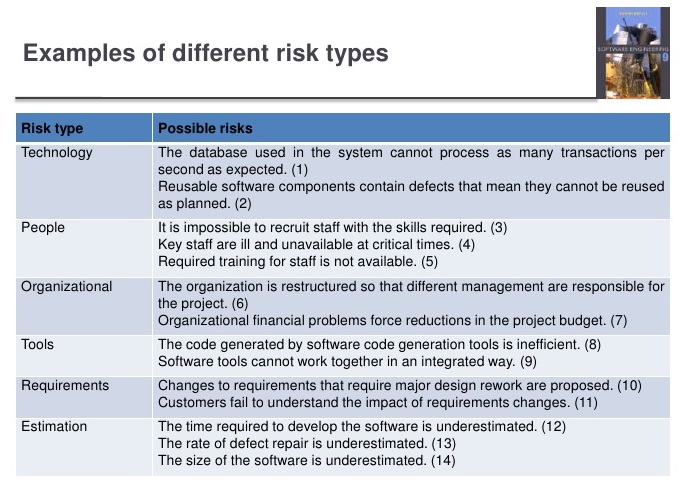 Examples of different risk types
SOFTWARE ENGINEERING
9
Risk type
Possible risks
Technology
The database used in the system cannot process as many transactions per
second as expected. (1)
Reusable software components contain defects that mean they cannot be reused
as planned. (2)
People
It is impossible to recruit staff with the skills required. (3)
Key staff are ill and unavailable at critical times. (4)
Required training for staff is not available. (5)
Organizational
The organization is restructured so that different management are responsible for
the project. (6)
Organizational financial problems force reductions in the project budget. (7)
Tools
The code generated by software code generation tools is inefficient. (8)
Software tools cannot work together in an integrated way. (9)
Requirements
Changes to requirements that require major design rework are proposed. (10)
Customers fail to understand the impact of requirements changes. (11)
Estimation
The time required to develop the software is underestimated. (12)
The rate of defect repair is underestimated. (13)
The size of the software is underestimated. (14)